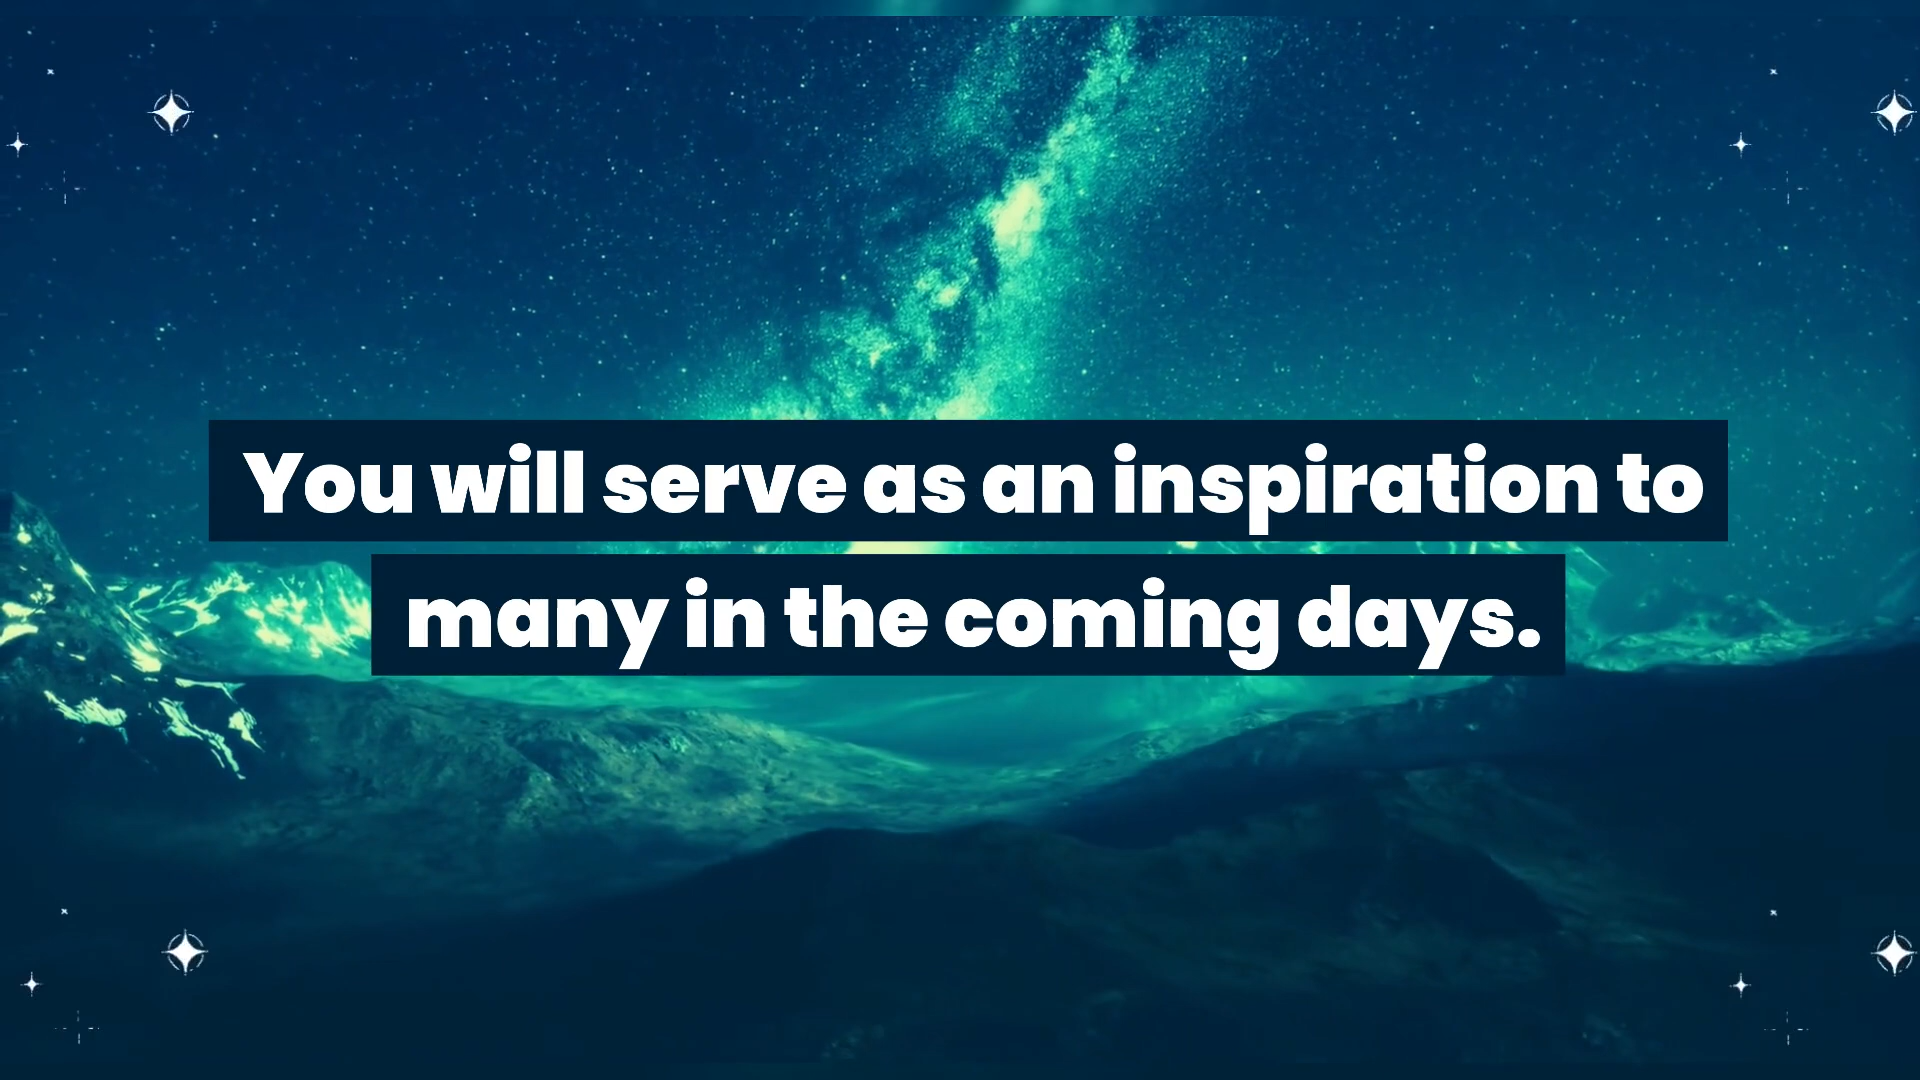 You will serve as an inspiration to
many in the coming days.